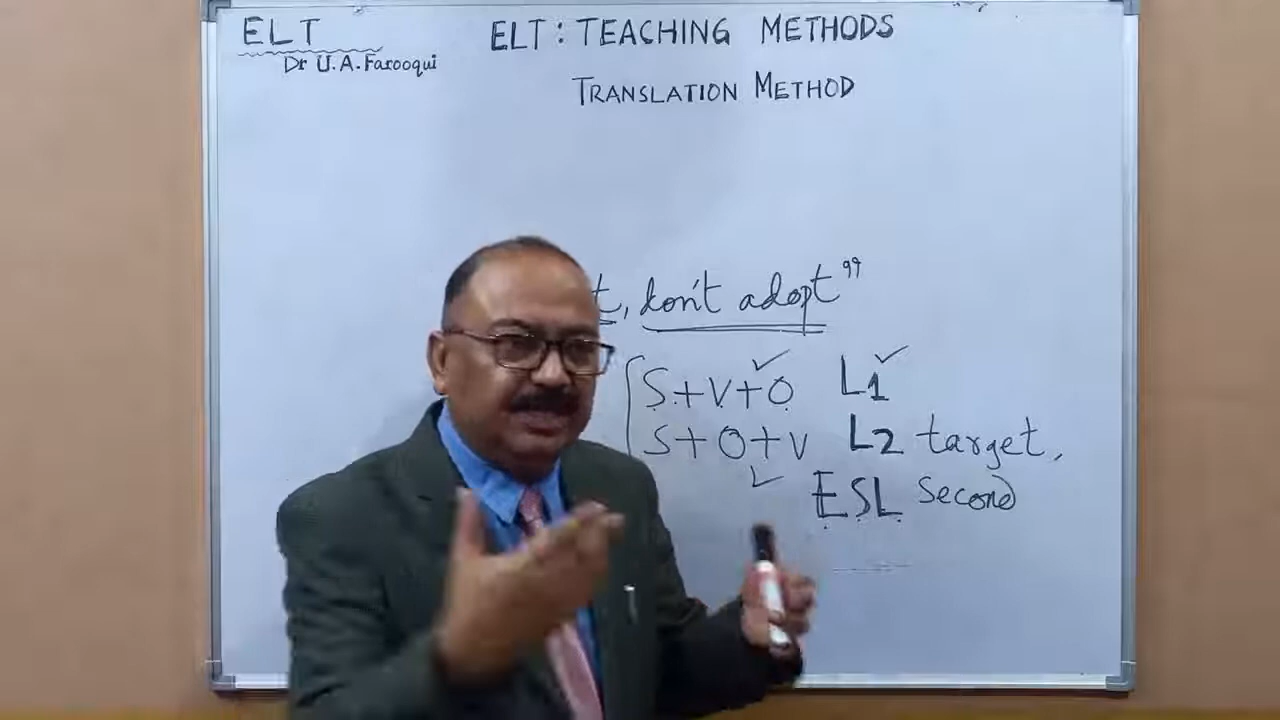 ELT
Dr U.A.Farooqui
ELT : TEACHING METHODS
TRANSLATION METHOD
, don't adopt”
S+V+O L1
S+O+V L2 target,
ESL Second